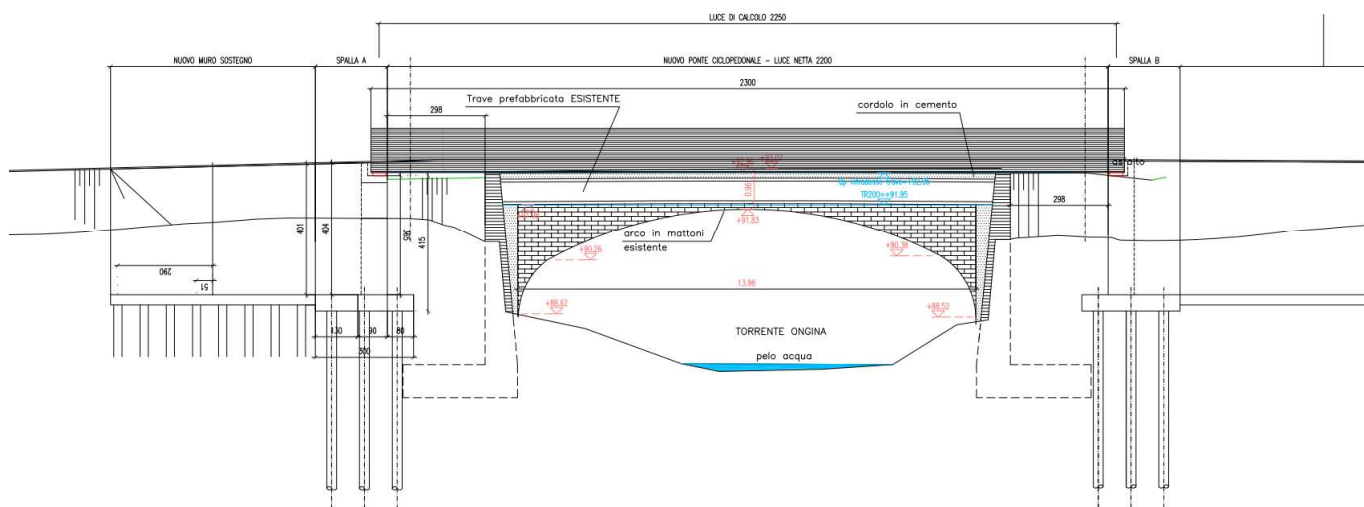 LUCE DI CALCOLO 2250
NUOVO MURO SOSTEGNO
SPALLA A
NUOVO PONTE CICLOPEDONALE - LUCE NETTA 2200
SPALLA B
2300
Trave prefabbricata ESISTENTE
cordolo in cemento
298
asfalto
+92.96
0.96
TR200=+91.95
298
+91.83
arco in mattoni
esistente
401
404
415
+90.26
+90.38
290
51
13.98
+88.62
+88.52
TORRENTE ONGINA
130
90
80
300
pelo acqua